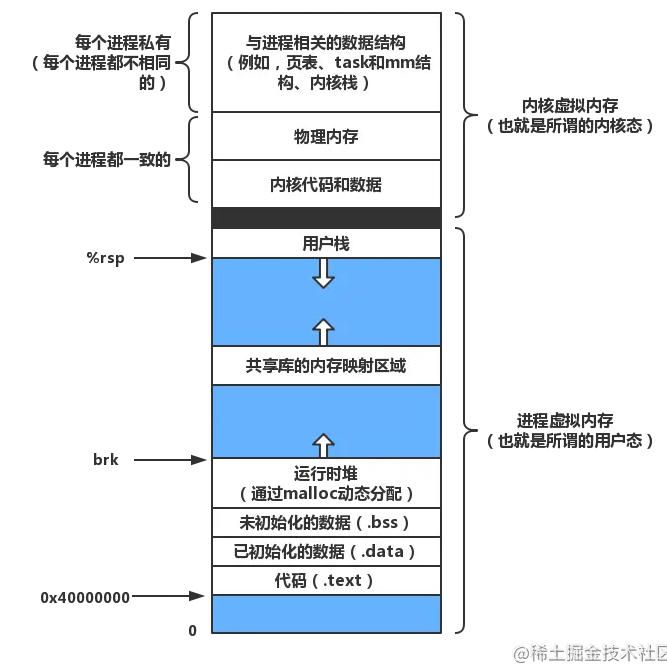 每个进程私有
（每个进程都不相同
的）
与进程相关的数据结构
（例如，页表、task和mm结
构、内核栈）
内核虚拟内存
（也就是所谓的内核态）
每个进程都一致的
物理内存
内核代码和数据
用户栈
%rsp
共享库的内存映射区域
进程虚拟内存
（也就是所谓的用户态）
brk
运行时堆
（通过malloc动态分配）
未初始化的数据（.bss）
已初始化的数据（.data）
代码（.text）
0x40000000
0
@稀土掘金技术社区